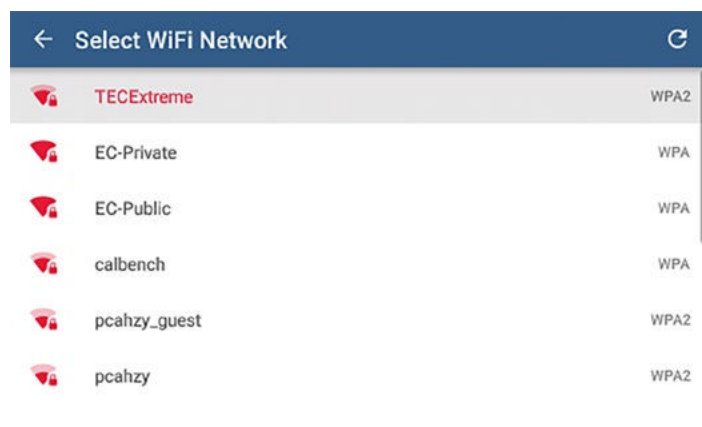 Select WiFi Network
TECExtreme WPA2
EC-Private WPA
EC-Public WPA
calbench WPA
pcahzy_guest WPA2
pcahzy WPA2